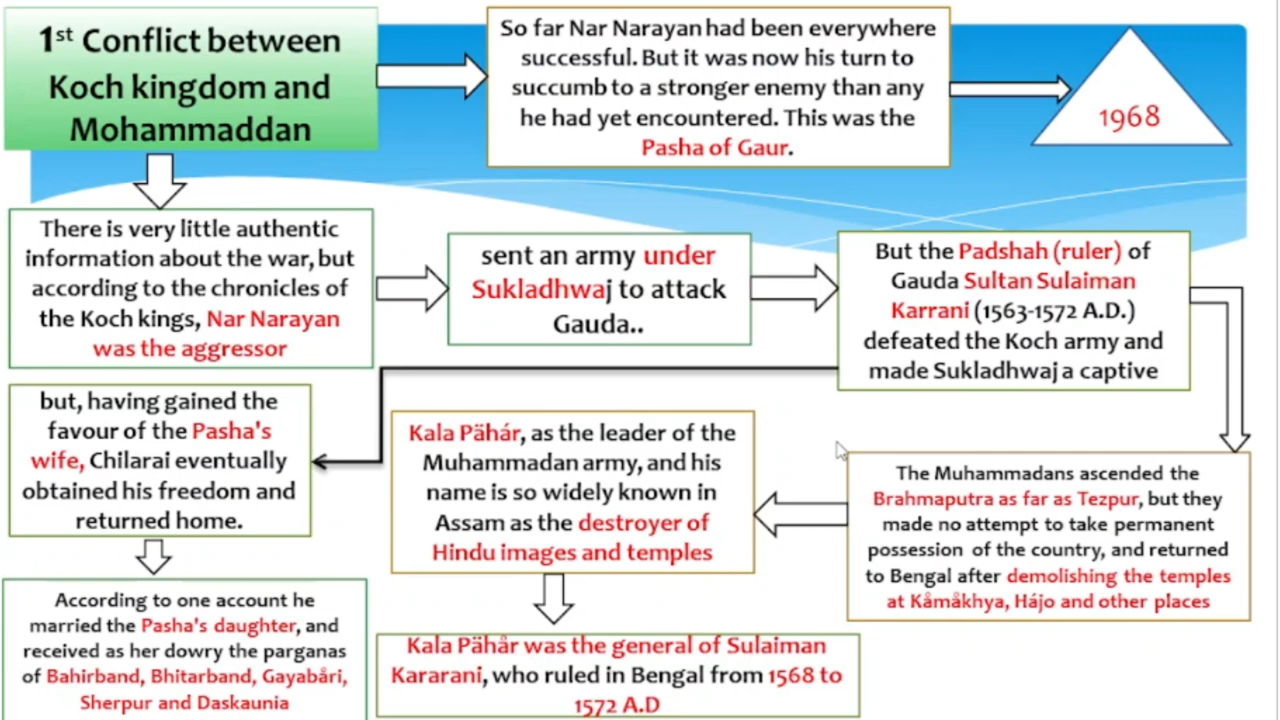 1st Conflict between
Koch kingdom and
Mohammaddan
So far Nar Narayan had been everywhere
successful. But it was now his turn to
succumb to a stronger enemy than any
he had yet encountered. This was the
Pasha of Gaur.
1968
There is very little authentic
information about the war, but
according to the chronicles of
the Koch kings, Nar Narayan
was the aggressor
sent an army under
Sukladhwaj to attack
Gauda..
But the Padshah (ruler) of
Gauda Sultan Sulaiman
Karrani (1563-1572 A.D.)
defeated the Koch army and
made Sukladhwaj a captive
but, having gained the
favour of the Pasha's
wife, Chilarai eventually
obtained his freedom and
returned home.
Kala Pähár, as the leader of the
Muhammadan army, and his
name is so widely known in
Assam as the destroyer of
Hindu images and temples
The Muhammadans ascended the
Brahmaputra as far as Tezpur, but they
made no attempt to take permanent
possession of the country, and returned
to Bengal after demolishing the temples
at Kåmåkhya, Hájo and other places
According to one account he
married the Pasha's daughter, and
received as her dowry the parganas
of Bahirband, Bhitarband, Gayabåri,
Sherpur and Daskaunia
Kala Pähår was the general of Sulaiman
Kararani, who ruled in Bengal from 1568 to
1572 A.D